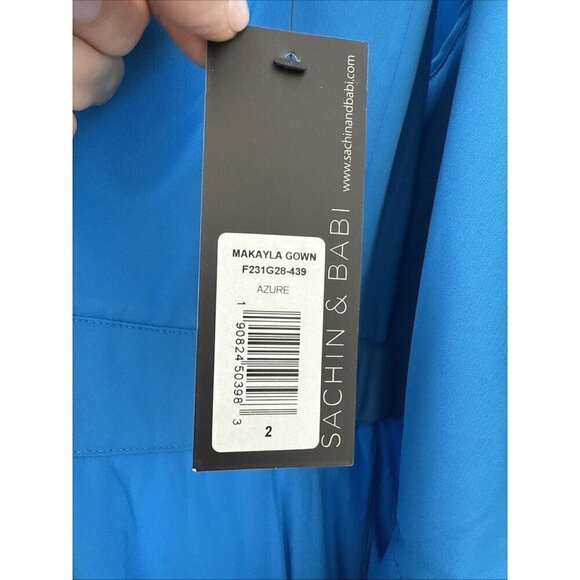 MAKAYLA GOWN
F231G28-439
AZURE
1 90824 50398 3
2
SACHIN & BABI
www.sachinandbabi.com